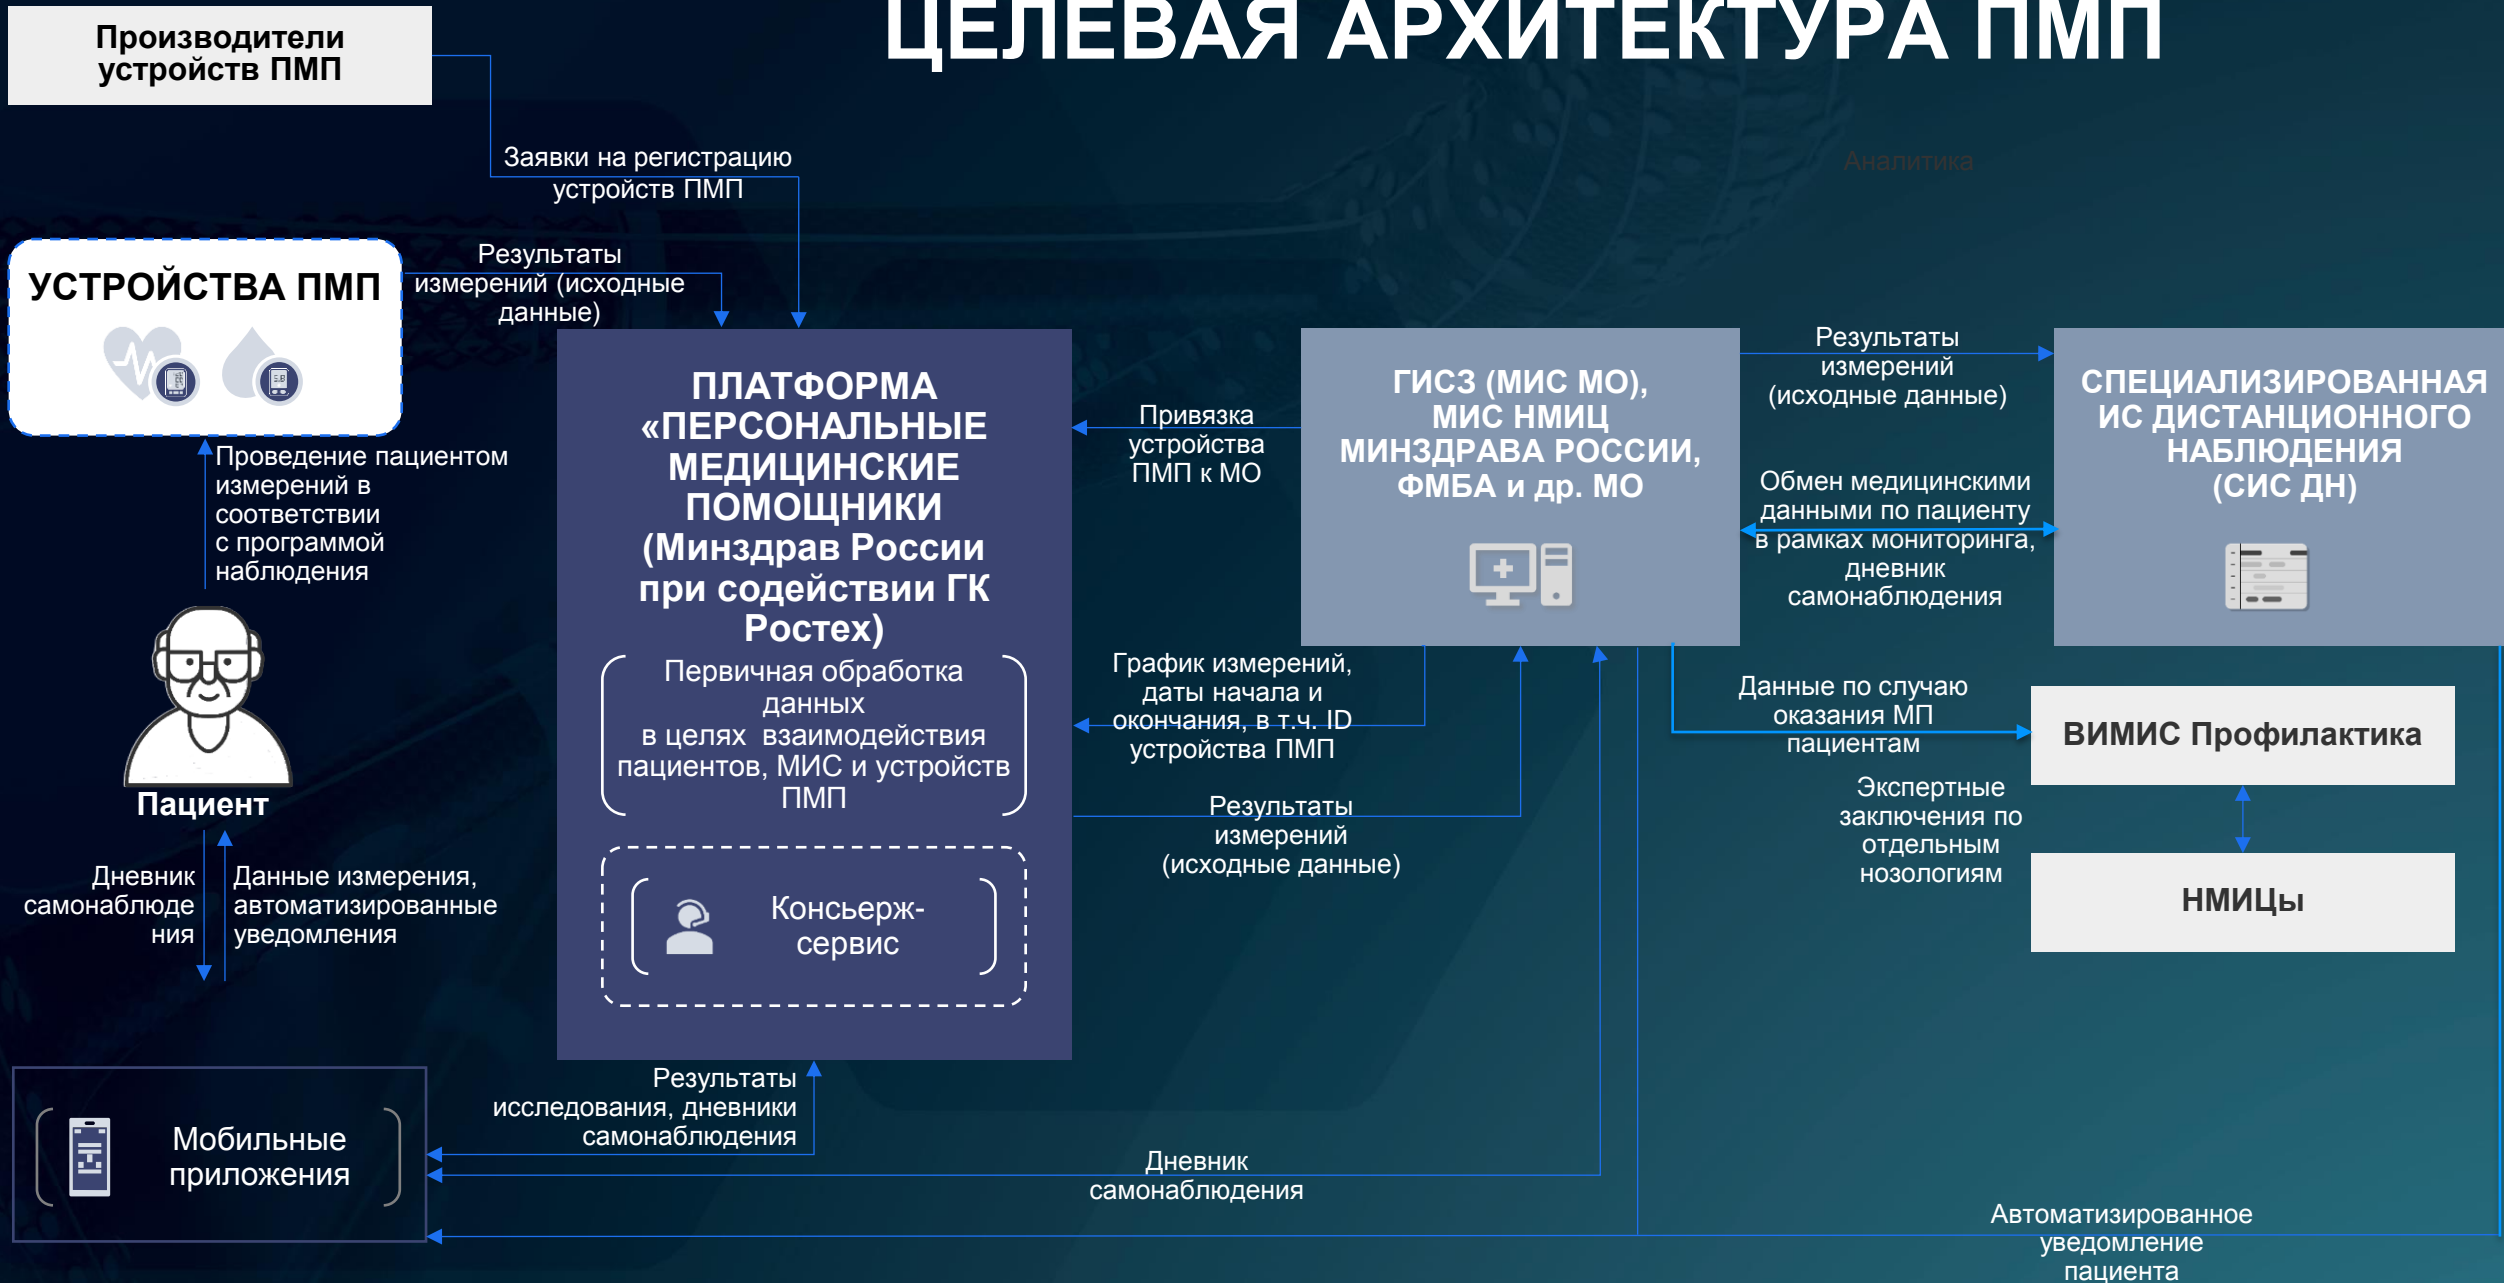 ЦЕЛЕВАЯ АРХИТЕКТУРА ПМП
Производители
устройств ПМП
Заявки на регистрацию
устройств ПМП
Аналитика
УСТРОЙСТВА ПМП
Результаты
измерений (исходные
данные)
Проведение пациентом
измерений в
соответствии
с программой
наблюдения
Пациент
Дневник
самонаблюде
ния
Данные измерения,
автоматизированные
уведомления
Мобильные
приложения
ПЛАТФОРМА
«ПЕРСОНАЛЬНЫЕ
МЕДИЦИНСКИЕ
ПОМОЩНИКИ
(Минздрав России
при содействии ГК
Ростех)
Первичная обработка
данных
в целях взаимодействия
пациентов, МИС и устройств
ПМП
Консьерж-
сервис
Результаты
исследования, дневники
самонаблюдения
Привязка
устройства
ПМП к МО
График измерений,
даты начала и
окончания, в т.ч. ID
устройства ПМП
Результаты
измерений
(исходные данные)
Дневник
самонаблюдения
ГИСЗ (МИС МО),
МИС НМИЦ
МИНЗДРАВА РОССИИ,
ФМБА и др. МО
Результаты
измерений
(исходные данные)
Обмен медицинскими
данными по пациенту
в рамках мониторинга,
дневник
самонаблюдения
СПЕЦИАЛИЗИРОВАННАЯ
ИС ДИСТАНЦИОННОГО
НАБЛЮДЕНИЯ
(СИС ДН)
Данные по случаю
оказания МП
пациентам
ВИМИС Профилактика
Экспертные
заключения по
отдельным
нозологиям
НМИЦы
Автоматизированное
уведомление
пациента